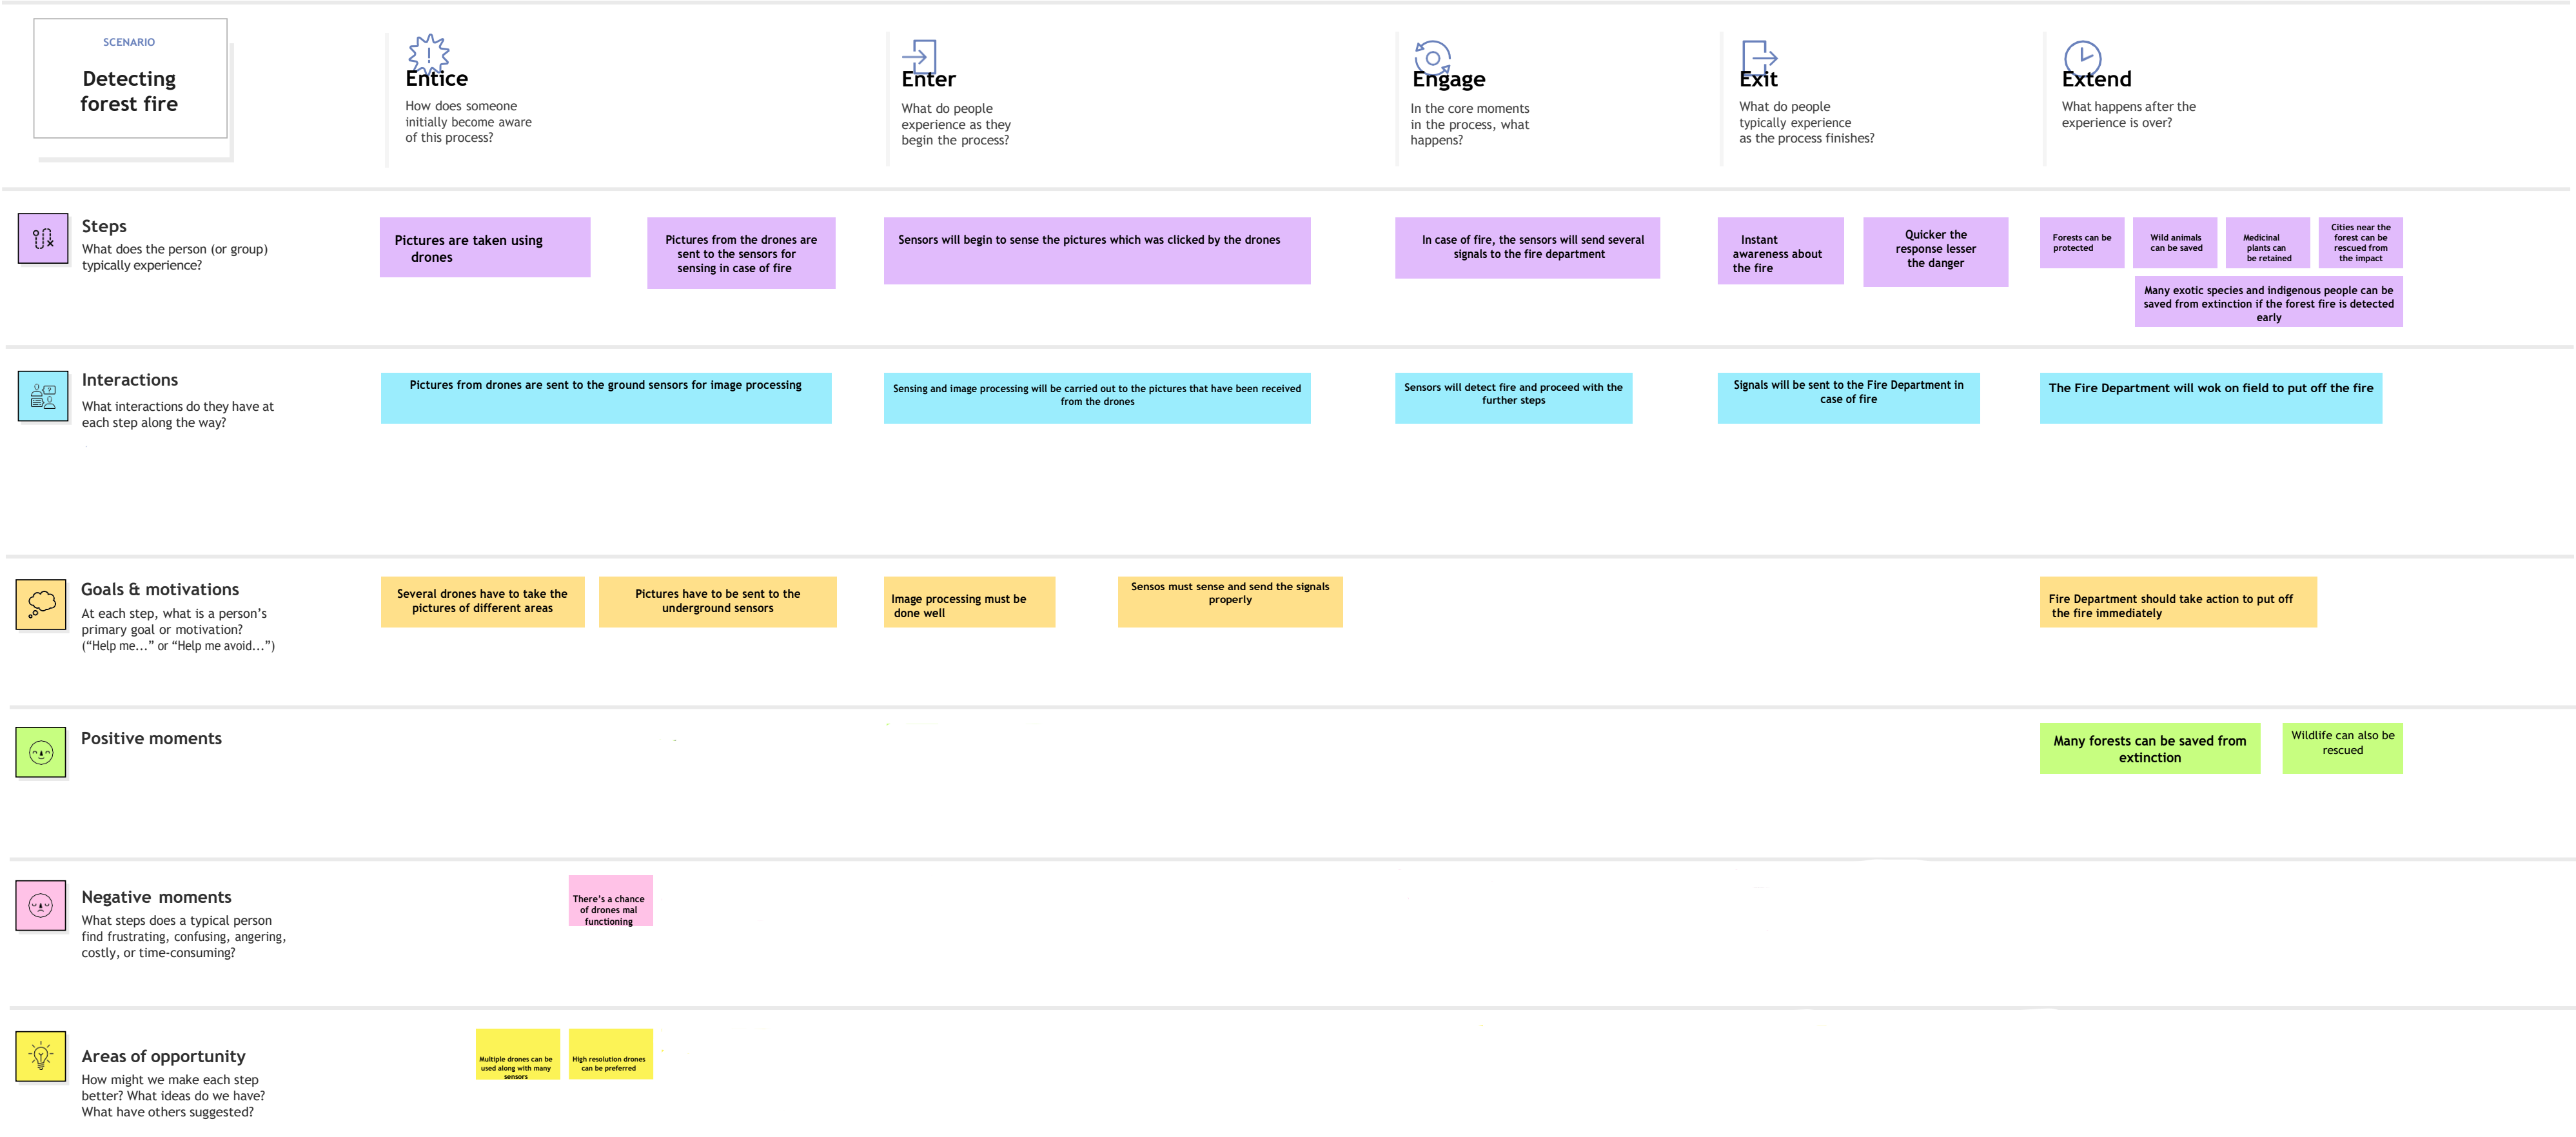 SCENARIO
Detecting
forest fire
Entice
How does someone
initially become aware
of this process?
Enter
What do people
experience as they
begin the process?
Engage
In the core moments
in the process, what
happens?
Exit
What do people
typically experience
as the process finishes?
Extend
What happens after the
experience is over?
Steps
What does the person (or group)
typically experience?
Pictures are taken using
drones
Pictures from the drones are
sent to the sensors for
sensing in case of fire
Sensors will begin to sense the pictures which was clicked by the drones
In case of fire, the sensors will send several
signals to the fire department
Instant
awareness about
the fire
Quicker the
response lesser
the danger
Forests can be
protected
Wild animals
can be saved
Medicinal
plants can
be retained
Cities near the
forest can be
rescued from
the impact
Many exotic species and indigenous people can be
saved from extinction if the forest fire is detected
early
Interactions
What interactions do they have at
each step along the way?
Pictures from drones are sent to the ground sensors for image processing
Sensing and image processing will be carried out to the pictures that have been received
from the drones
Sensors will detect fire and proceed with the
further steps
Signals will be sent to the Fire Department in
case of fire
The Fire Department will wok on field to put off the fire
Goals & motivations
At each step, what is a person’s
primary goal or motivation?
(“Help me...” or “Help me avoid...”)
Several drones have to take the
pictures of different areas
Pictures have to be sent to the
underground sensors
Image processing must be
done well
Sensos must sense and send the signals
properly
Fire Department should take action to put off
the fire immediately
Positive moments
Many forests can be saved from
extinction
Wildlife can also be
rescued
Negative moments
What steps does a typical person
find frustrating, confusing, angering,
costly, or time-consuming?
There’s a chance
of drones mal
functioning
Areas of opportunity
How might we make each step
better? What ideas do we have?
What have others suggested?
Multiple drones can be
used along with many
sensors
High resolution drones
can be preferred